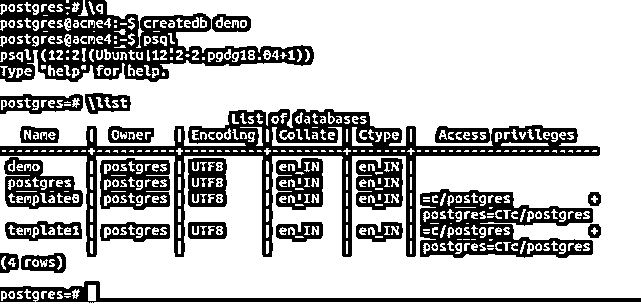 postgres-# \q
postgres@acme4:~$ createdb demo
postgres@acme4:~$ psql
psql (12.2 (Ubuntu 12.2-2.pgdg18.04+1))
Type "help" for help.
postgres=# \list
List of databases
Name | Owner | Encoding | Collate | Ctype | Access privileges
demo | postgres | UTF8 | en_IN | en_IN |
postgres | postgres | UTF8 | en_IN | en_IN |
template0 | postgres | UTF8 | en_IN | en_IN | =c/postgres +
| | | | | postgres=CTc/postgres
template1 | postgres | UTF8 | en_IN | en_IN | =c/postgres +
| | | | | postgres=CTc/postgres
(4 rows)
postgres=#